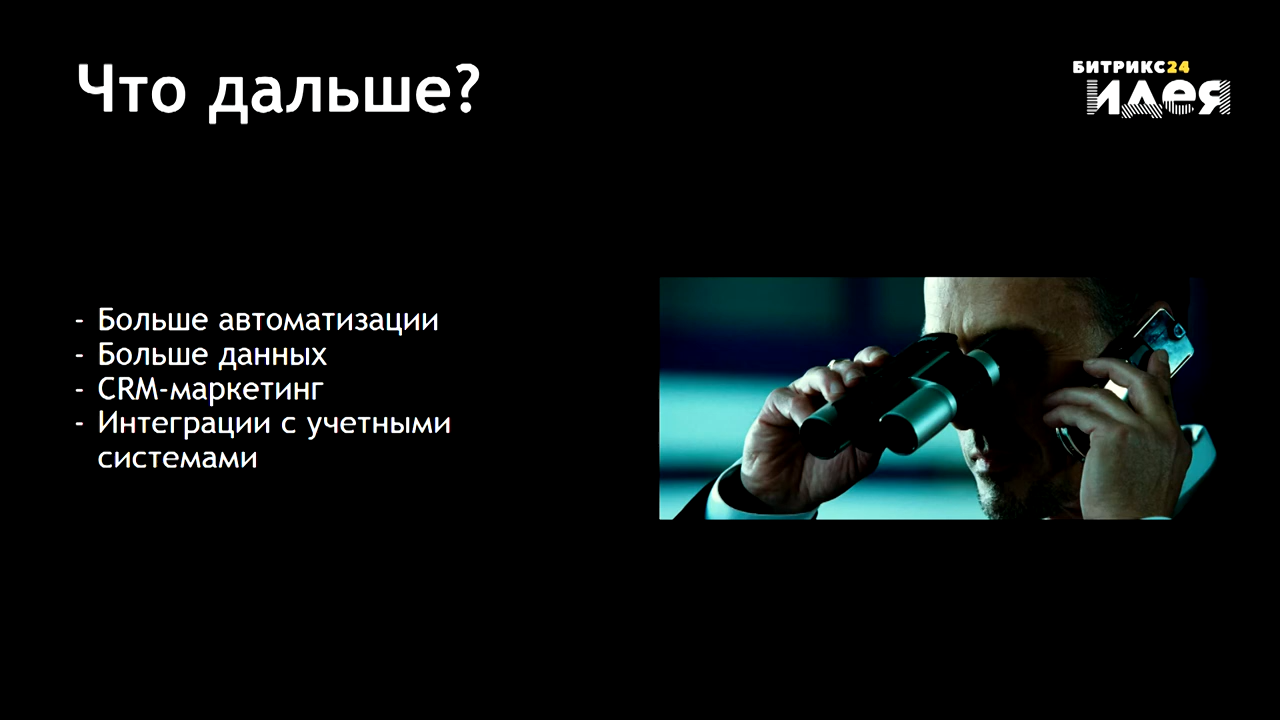 Что дальше?
БИТРИКС24
идея
- Больше автоматизации
- Больше данных
- CRM-маркетинг
- Интеграции с учетными
системами